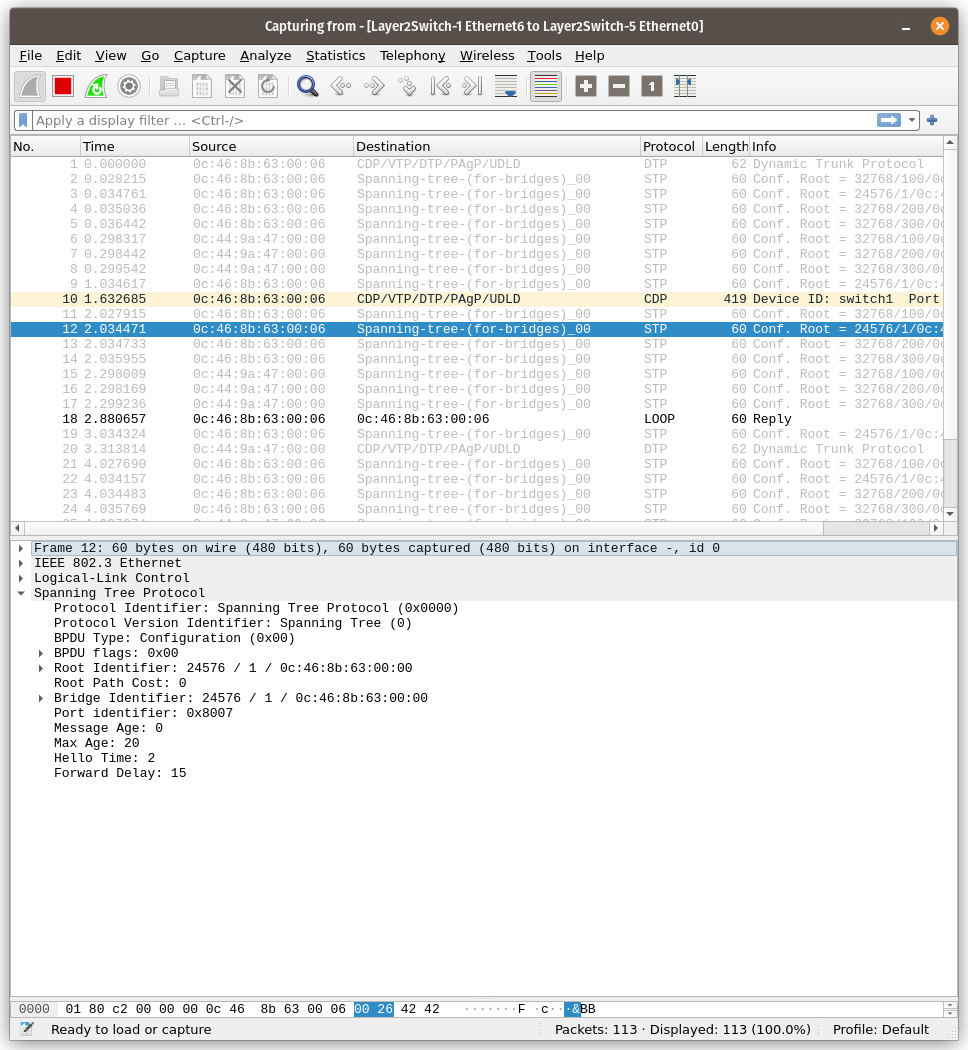 Capturing from - [Layer2Switch-1 Ethernet6 to Layer2Switch-5 Ethernet0]
File Edit View Go Capture Analyze Statistics Telephony Wireless Tools Help
1
Apply a display filter ... <Ctrl-/>
No. Time Source Destination Protocol Length Info
1 0.000000 0c:46:8b:63:00:06 CDP/VTP/DTP/PAgP/UDLD DTP 62 Dynamic Trunk Protocol
2 0.028215 0c:46:8b:63:00:06 Spanning-tree-(for-bridges)_00 STP 60 Conf. Root = 32768/100/0c
3 0.034761 0c:46:8b:63:00:06 Spanning-tree-(for-bridges)_00 STP 60 Conf. Root = 24576/1/0c:4
4 0.035036 0c:46:8b:63:00:06 Spanning-tree-(for-bridges)_00 STP 60 Conf. Root = 32768/200/0c
5 0.036442 0c:46:8b:63:00:06 Spanning-tree-(for-bridges)_00 STP 60 Conf. Root = 32768/300/0c
6 0.298317 0c:44:9a:47:00:00 Spanning-tree-(for-bridges)_00 STP 60 Conf. Root = 32768/100/0c
7 0.298442 0c:44:9a:47:00:00 Spanning-tree-(for-bridges)_00 STP 60 Conf. Root = 32768/200/0c
8 0.299542 0c:44:9a:47:00:00 Spanning-tree-(for-bridges)_00 STP 60 Conf. Root = 32768/300/0c
9 1.034617 0c:46:8b:63:00:06 Spanning-tree-(for-bridges)_00 STP 60 Conf. Root = 24576/1/0c:4
10 1.632685 0c:46:8b:63:00:06 CDP/VTP/DTP/PAgP/UDLD CDP 419 Device ID: switch1 Port
11 2.027915 0c:46:8b:63:00:06 Spanning-tree-(for-bridges)_00 STP 60 Conf. Root = 32768/100/0c
12 2.034471 0c:46:8b:63:00:06 Spanning-tree-(for-bridges)_00 STP 60 Conf. Root = 24576/1/0c:4
13 2.034733 0c:46:8b:63:00:06 Spanning-tree-(for-bridges)_00 STP 60 Conf. Root = 32768/200/0c
14 2.035955 0c:46:8b:63:00:06 Spanning-tree-(for-bridges)_00 STP 60 Conf. Root = 32768/300/0c
15 2.298009 0c:44:9a:47:00:00 Spanning-tree-(for-bridges)_00 STP 60 Conf. Root = 32768/100/0c
16 2.298169 0c:44:9a:47:00:00 Spanning-tree-(for-bridges)_00 STP 60 Conf. Root = 32768/200/0c
17 2.299236 0c:44:9a:47:00:00 Spanning-tree-(for-bridges)_00 STP 60 Conf. Root = 32768/300/0c
18 2.880657 0c:46:8b:63:00:06 0c:46:8b:63:00:06 LOOP 60 Reply
19 3.034324 0c:46:8b:63:00:06 Spanning-tree-(for-bridges)_00 STP 60 Conf. Root = 24576/1/0c:4
20 3.313814 0c:44:9a:47:00:00 CDP/VTP/DTP/PAgP/UDLD DTP 62 Dynamic Trunk Protocol
21 4.027690 0c:46:8b:63:00:06 Spanning-tree-(for-bridges)_00 STP 60 Conf. Root = 32768/100/0c
22 4.034157 0c:46:8b:63:00:06 Spanning-tree-(for-bridges)_00 STP 60 Conf. Root = 24576/1/0c:4
23 4.034483 0c:46:8b:63:00:06 Spanning-tree-(for-bridges)_00 STP 60 Conf. Root = 32768/200/0c
24 4.035769 0c:46:8b:63:00:06 Spanning-tree-(for-bridges)_00 STP 60 Conf. Root = 32768/300/0c
Frame 12: 60 bytes on wire (480 bits), 60 bytes captured (480 bits) on interface -, id 0
IEEE 802.3 Ethernet
Logical-Link Control
Spanning Tree Protocol
Protocol Identifier: Spanning Tree Protocol (0x0000)
Protocol Version Identifier: Spanning Tree (0)
BPDU Type: Configuration (0x00)
BPDU flags: 0x00
Root Identifier: 24576 / 1 / 0c:46:8b:63:00:00
Root Path Cost: 0
Bridge Identifier: 24576 / 1 / 0c:46:8b:63:00:00
Port identifier: 0x8007
Message Age: 0
Max Age: 20
Hello Time: 2
Forward Delay: 15
0000 01 80 c2 00 00 00 0c 46 8b 63 00 06 00 26 42 42 ·······F ·c···&BB
Ready to load or capture Packets: 113 · Displayed: 113 (100.0%) Profile: Default